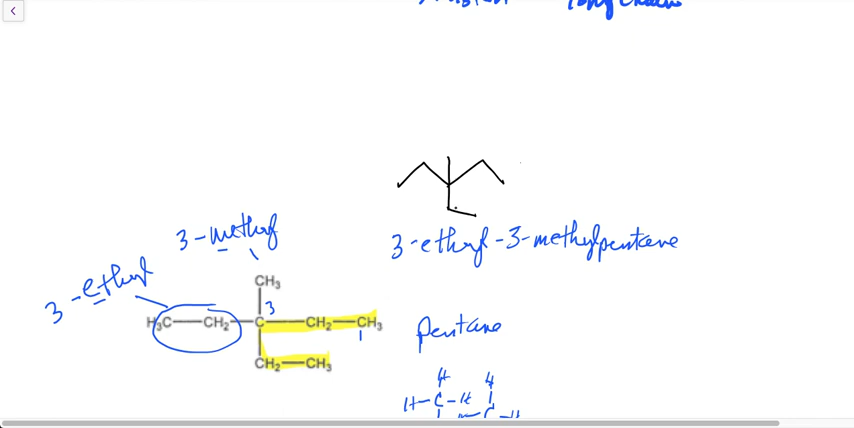 3-methyl
3-ethyl-3-methylpentane
3-ethyl
CH₃
3
H₃C—CH₂—C—CH₂—CH₃
1
pentane
CH₂—CH₃
H H
H-C-H C-H